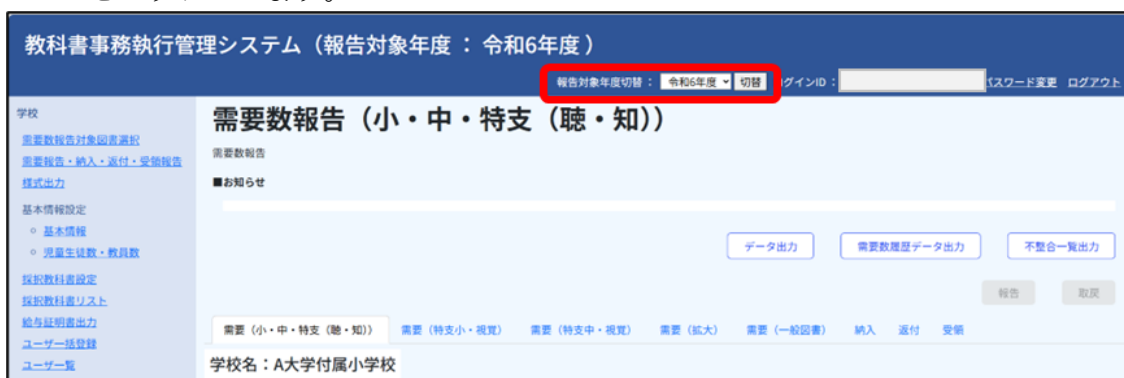 教科書事務執行管理システム（報告対象年度 ： 令和6年度 ）
報告対象年度切替 ： 令和6年度 切替 グインID ： パスワード変更 ログアウト
学校
需要数報告対象図書選択
需要報告・納入・返付・受領報告
様式出力
基本情報設定
基本情報
児童生徒数・教員数
採択教科書設定
採択教科書リスト
給与証明書出力
ユーザ一括登録
ユーザ一覧
需要数報告（小・中・特支（聴・知））
需要数報告
■お知らせ
データ出力 需要数履歴データ出力 不整合一覧出力
報告 取戻
需要（小・中・特支（聴・知）） 需要（特支小・視覚） 需要（特支中・視覚） 需要（拡大） 需要（一般図書） 納入 返付 受領
学校名：A大学付属小学校